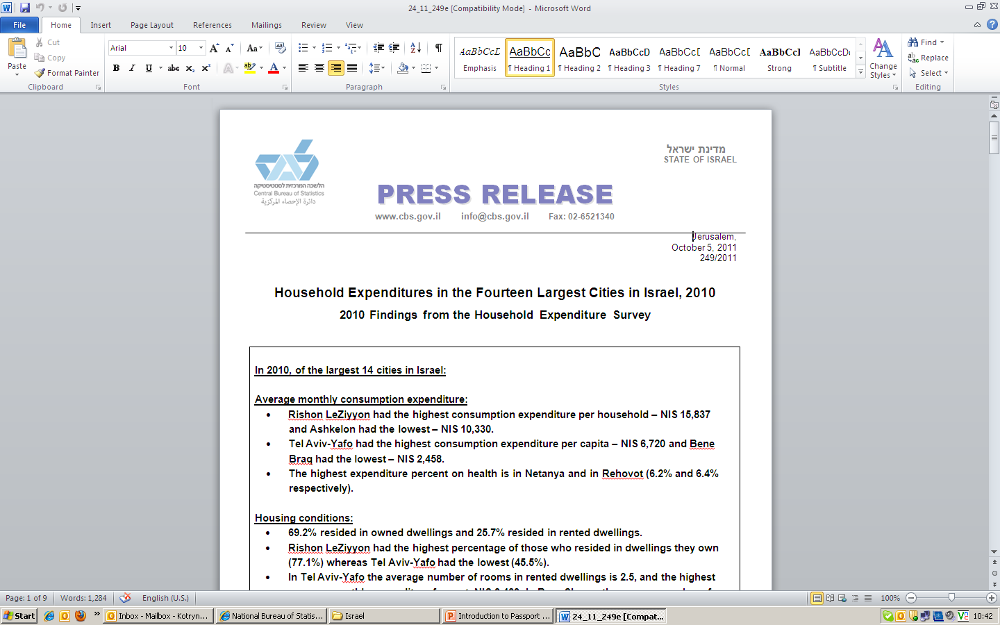 24_11_249e [Compatibility Mode] - Microsoft Word
File Home Insert Page Layout References Mailings Review View
Paste
Cut
Copy
Format Painter
Clipboard
Arial 10
Font
Paragraph
AaBbCcL AaBbCc AaBbC AaBbCcD AaBbCcI AaBbCcI AaBbCcI AaBbCcDc
Emphasis ¶ Heading 1 ¶ Heading 2 ¶ Heading 3 ¶ Heading 7 ¶ Normal Strong ¶ Subtitle
Styles
Change Styles
Find
Replace
Select
Editing
הלשכה המרכזית לסטטיסטיקה
Central Bureau of Statistics
دائرة الإحصاء المركزية
מדינת ישראל
STATE OF ISRAEL
PRESS RELEASE
www.cbs.gov.il info@cbs.gov.il Fax: 02-6521340
Jerusalem,
October 5, 2011
249/2011
Household Expenditures in the Fourteen Largest Cities in Israel, 2010
2010 Findings from the Household Expenditure Survey
In 2010, of the largest 14 cities in Israel:
Average monthly consumption expenditure:
• Rishon LeZiyyon had the highest consumption expenditure per household – NIS 15,837
and Ashkelon had the lowest – NIS 10,330.
• Tel Aviv-Yafo had the highest consumption expenditure per capita – NIS 6,720 and Bene
Braq had the lowest – NIS 2,458.
• The highest expenditure percent on health is in Netanya and in Rehovot (6.2% and 6.4%
respectively).
Housing conditions:
• 69.2% resided in owned dwellings and 25.7% resided in rented dwellings.
• Rishon LeZiyyon had the highest percentage of those who resided in dwellings they own
(77.1%) whereas Tel Aviv-Yafo had the lowest (45.5%).
• In Tel Aviv-Yafo the average number of rooms in rented dwellings is 2.5, and the highest
Page: 1 of 9 Words: 1,284 English (U.S.) 100%
Start Inbox - Mailbox - Kotryn... National Bureau of Statis... Israel Introduction to Passport ... 24_11_249e [Compat... 10:42